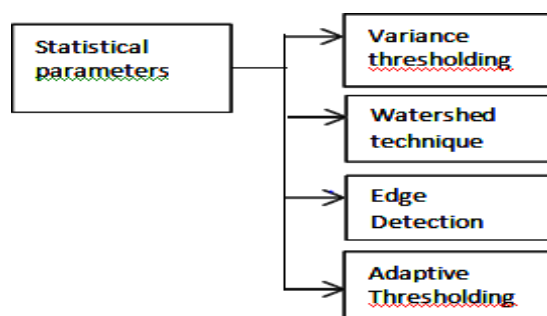 Statistical
parameters
Variance
thresholding
Watershed
technique
Edge
Detection
Adaptive
Thresholding